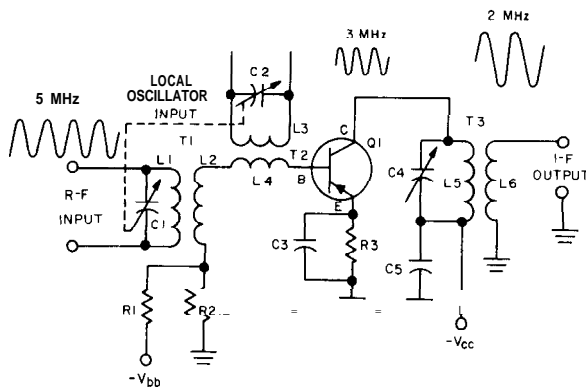 3 MHz
2 MHz
LOCAL
OSCILLATOR
INPUT
5 MHz
C2
L3
T1
L1
L2
T2
L4
C
Q1
B
E
T3
C4
L5
L6
I-F
OUTPUT
R-F
INPUT
C1
C3
R3
C5
R1
R2
-Vbb
-Vcc